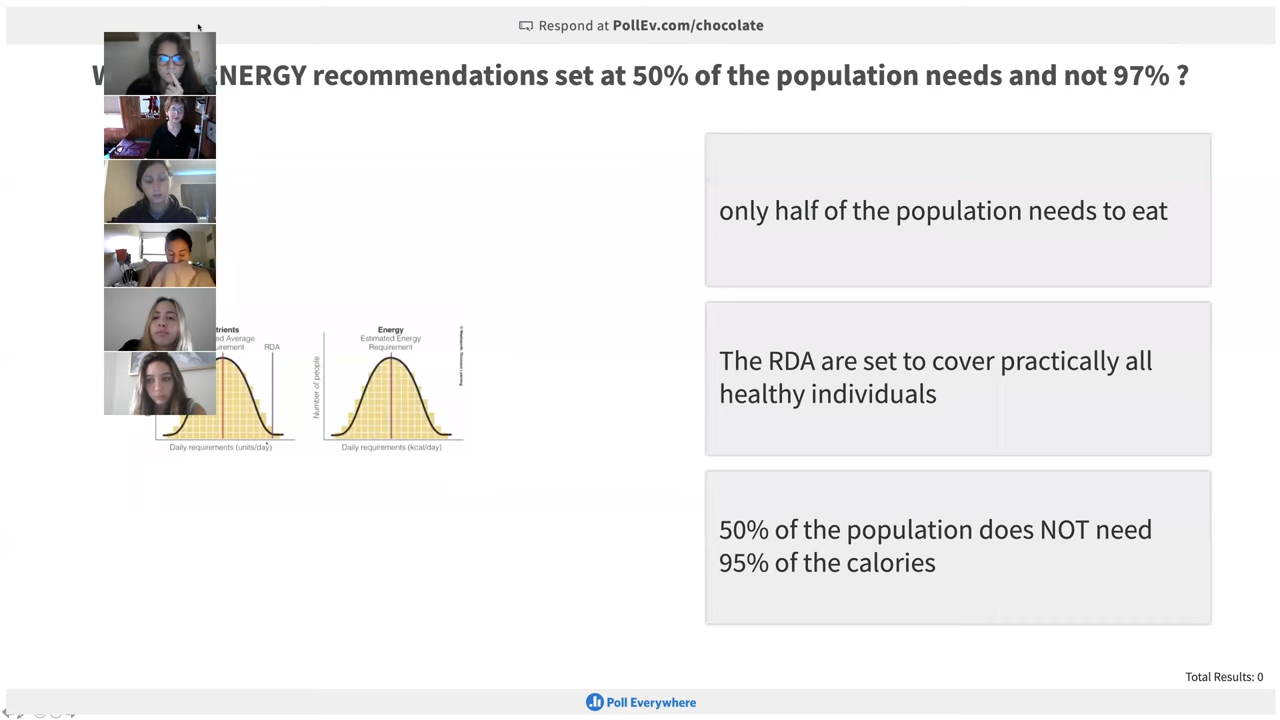 Respond at PollEv.com/chocolate
ENERGY recommendations set at 50% of the population needs and not 97% ?
only half of the population needs to eat
The RDA are set to cover practically all
healthy individuals
50% of the population does NOT need
95% of the calories
Average
RDA
Daily requirements (units/day)
Energy
Estimated Energy
Requirement
Number of people
Daily requirements (kcal/day)
Total Results: 0
Poll Everywhere